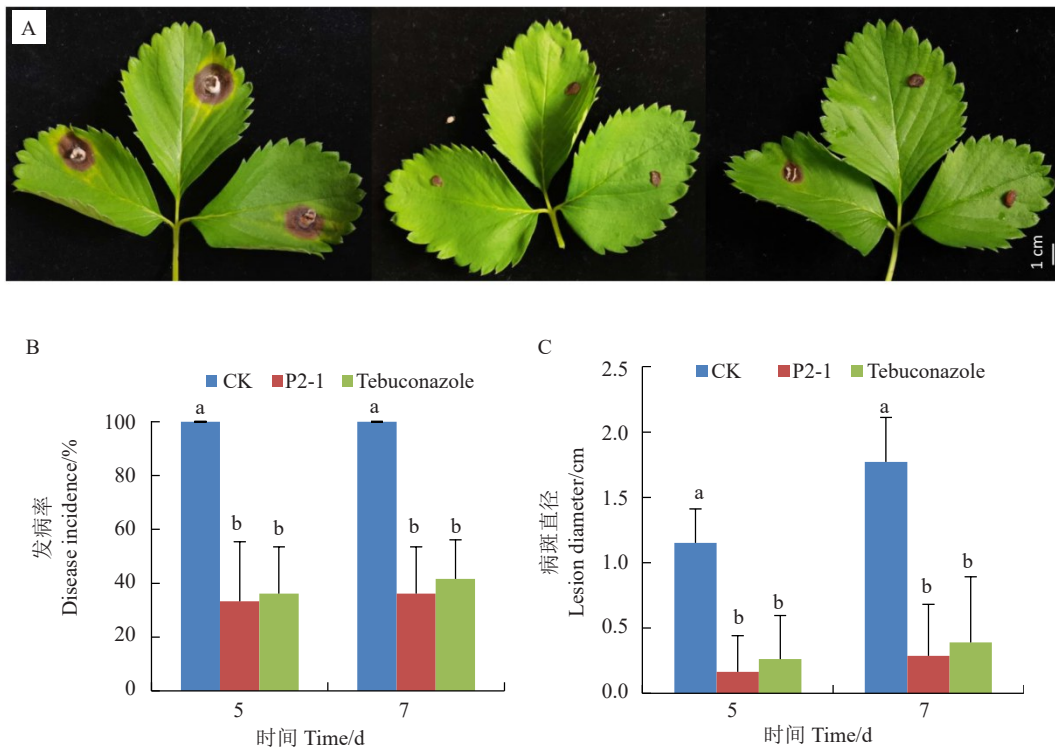 A
1 cm
B
CK P2-1 Tebuconazole
发病率
Disease incidence/%
100
80
60
40
20
0
a
b
b
a
b
b
5
7
时间 Time/d
C
CK P2-1 Tebuconazole
病斑直径
Lesion diameter/cm
2.5
2.0
1.5
1.0
0.5
0.0
a
b
b
a
b
b
5
7
时间 Time/d